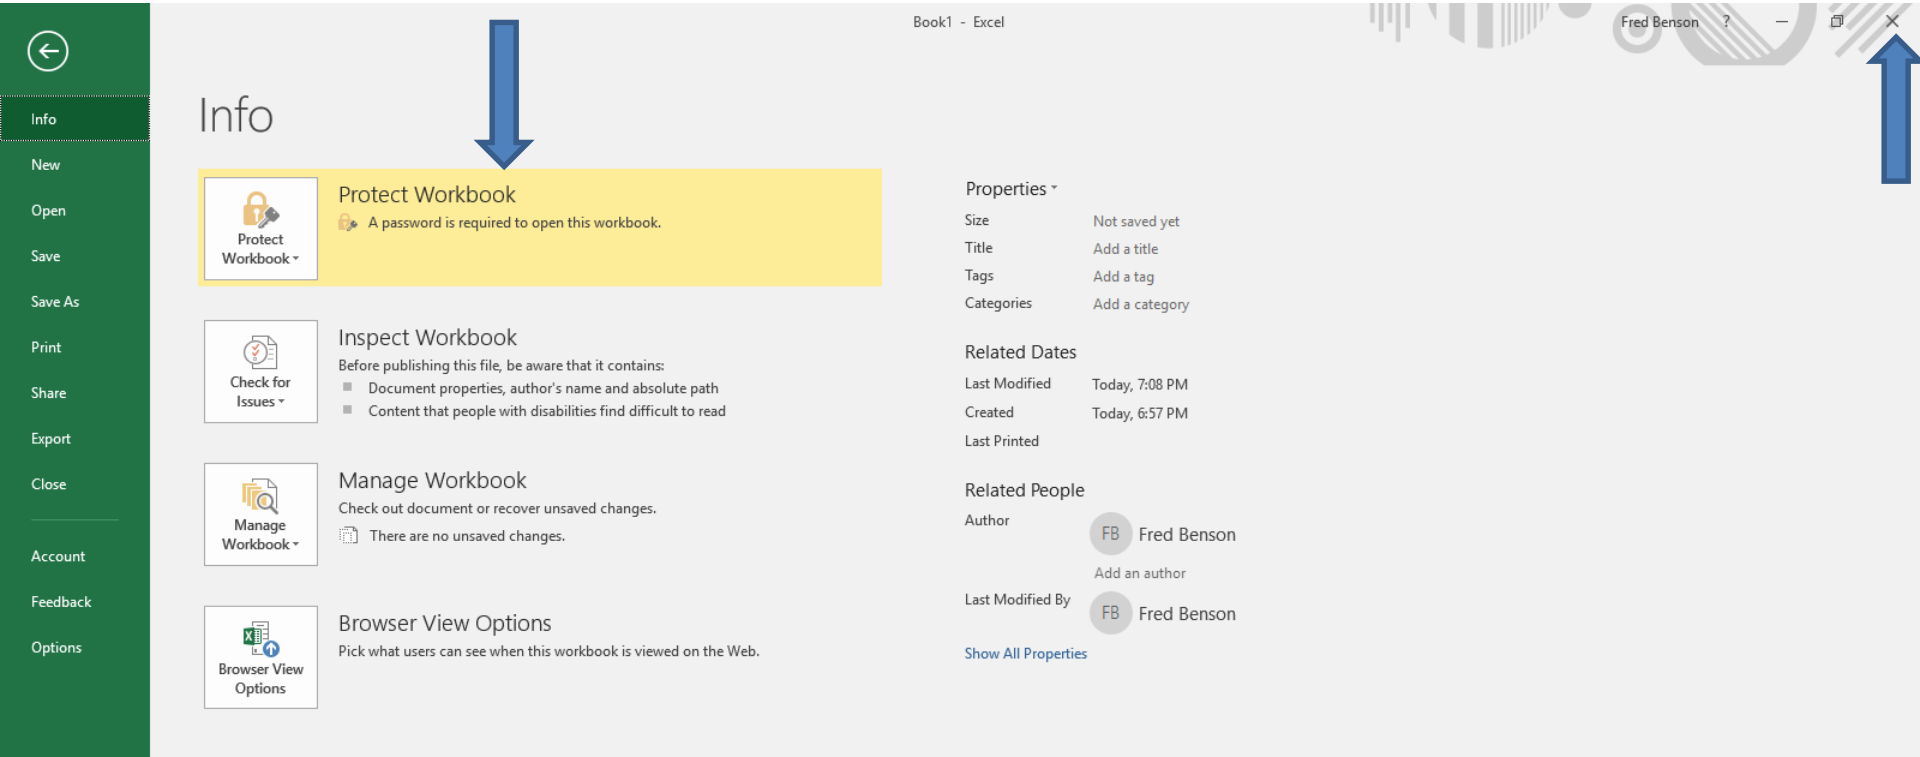 Book1 - Excel
Fred Benson ?
Info
New
Open
Save
Save As
Print
Share
Export
Close
Account
Feedback
Options
Info
Protect
Workbook
Protect Workbook
A password is required to open this workbook.
Check for
Issues
Inspect Workbook
Before publishing this file, be aware that it contains:
Document properties, author's name and absolute path
Content that people with disabilities find difficult to read
Manage
Workbook
Manage Workbook
Check out document or recover unsaved changes.
There are no unsaved changes.
Browser View
Options
Browser View Options
Pick what users can see when this workbook is viewed on the Web.
Properties
Size Not saved yet
Title Add a title
Tags Add a tag
Categories Add a category
Related Dates
Last Modified Today, 7:08 PM
Created Today, 6:57 PM
Last Printed
Related People
Author FB Fred Benson
Add an author
Last Modified By FB Fred Benson
Show All Properties